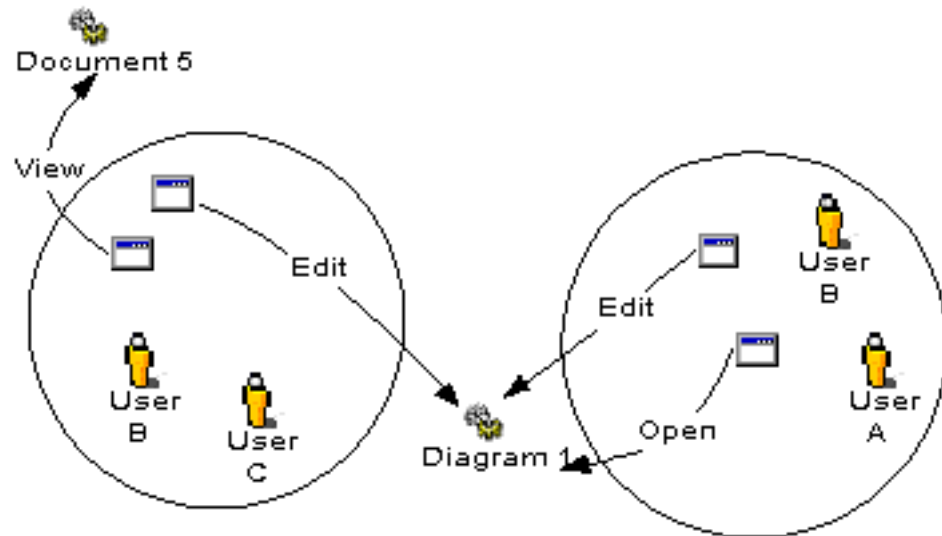 Document 5
View
Edit
User
B
User
C
Edit
User
B
User
A
Open
Diagram 1